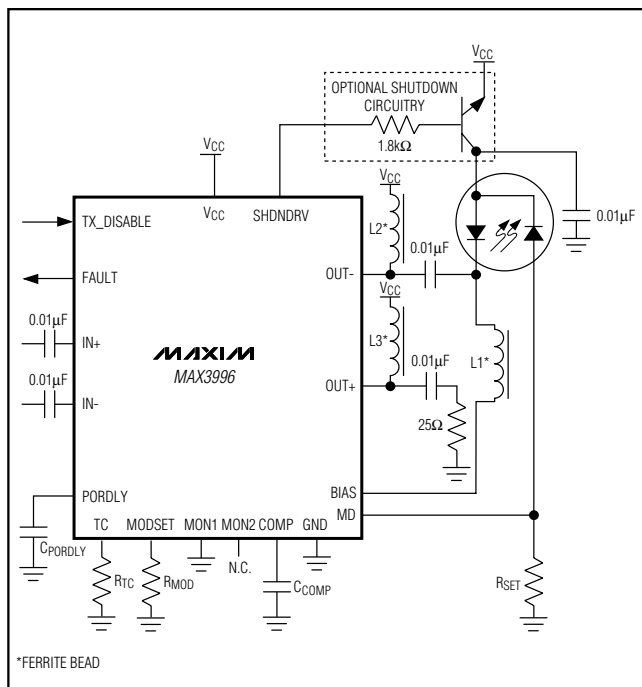 VCC
OPTIONAL SHUTDOWN
CIRCUITRY
1.8kΩ
VCC
VCC
SHDNDRV
VCC
TX_DISABLE
L2*
0.01µF
0.01µF
FAULT
OUT-
VCC
0.01µF
IN+
MAXIM
MAX3996
L3*
0.01µF
L1*
0.01µF
IN-
OUT+
25Ω
PORDLY
BIAS
MD
CPORDLY
TC
MODSET
MON1
MON2
COMP
GND
N.C.
RTC
RMOD
CCOMP
RSET
*FERRITE BEAD